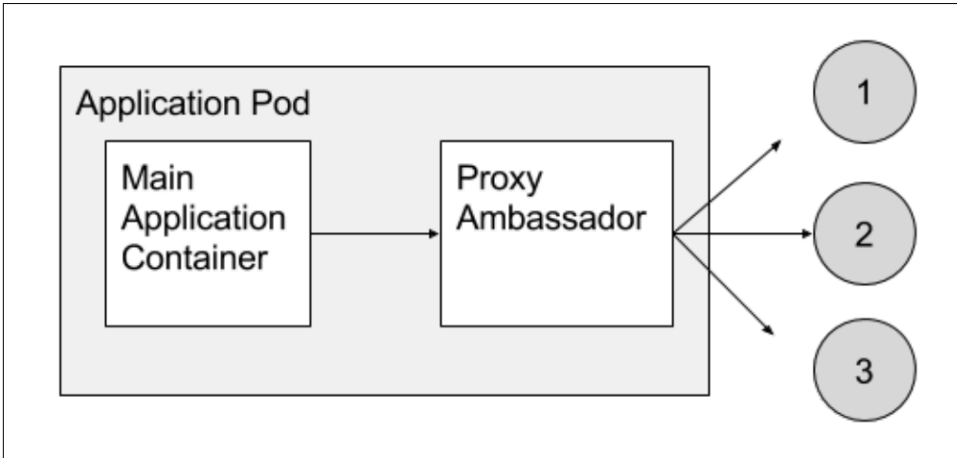 Application Pod
Main
Application
Container
Proxy
Ambassador
1
2
3